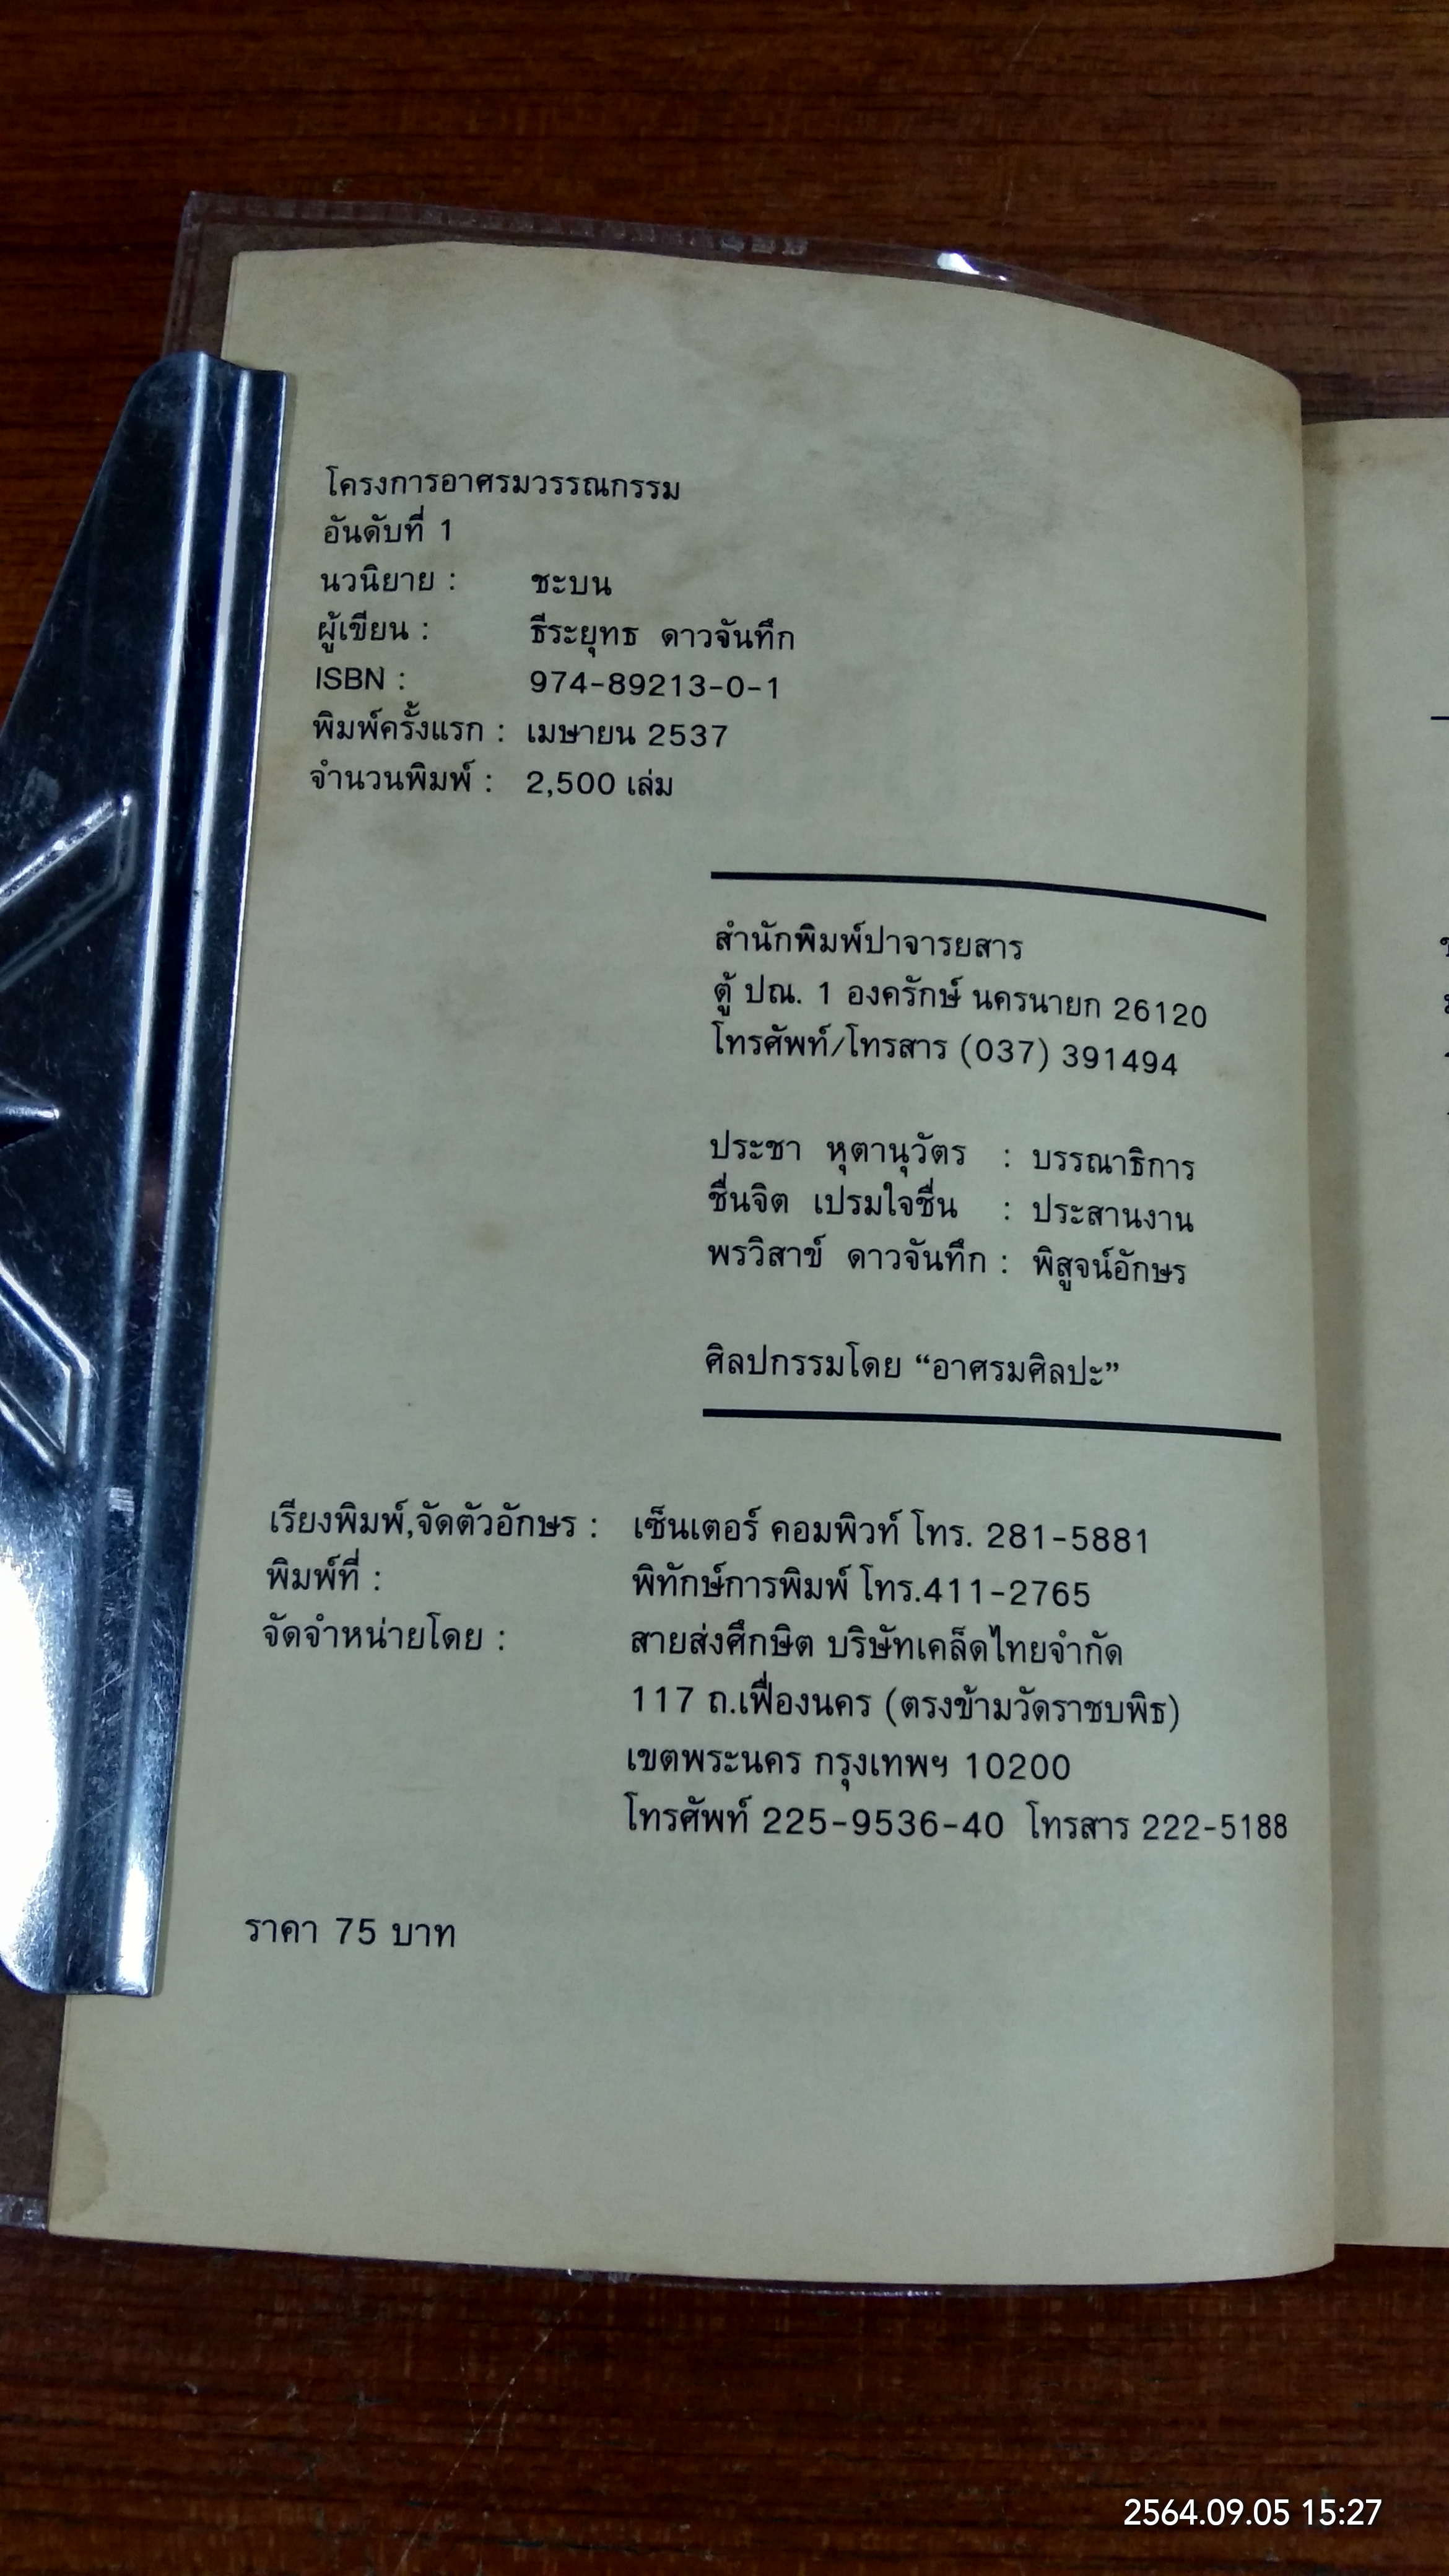 โครงการอาศรมวรรณกรรม
อันดับที่ 1
นวนิยาย : ชะบน
ผู้เขียน : ธีระยุทธ ดาวจันทึก
ISBN : 974-89213-0-1
พิมพ์ครั้งแรก : เมษายน 2537
จำนวนพิมพ์ : 2,500 เล่ม
สำนักพิมพ์ปาจารยสาร
ตู้ ปณ. 1 องครักษ์ นครนายก 26120
โทรศัพท์/โทรสาร (037) 391494
ประชา หุตานุวัตร : บรรณาธิการ
ชื่นจิต เปรมใจชื่น : ประสานงาน
พรวิสาข์ ดาวจันทึก : พิสูจน์อักษร
ศิลปกรรมโดย “อาศรมศิลปะ”
เรียงพิมพ์,จัดตัวอักษร : เซ็นเตอร์ คอมพิวท์ โทร. 281-5881
พิมพ์ที่ : พิทักษ์การพิมพ์ โทร.411-2765
จัดจำหน่ายโดย : สายส่งศึกษิต บริษัทเคล็ดไทยจำกัด
117 ถ.เฟื่องนคร (ตรงข้ามวัดราชบพิธ)
เขตพระนคร กรุงเทพฯ 10200
โทรศัพท์ 225-9536-40 โทรสาร 222-5188
ราคา 75 บาท
2564.09.05 15:27